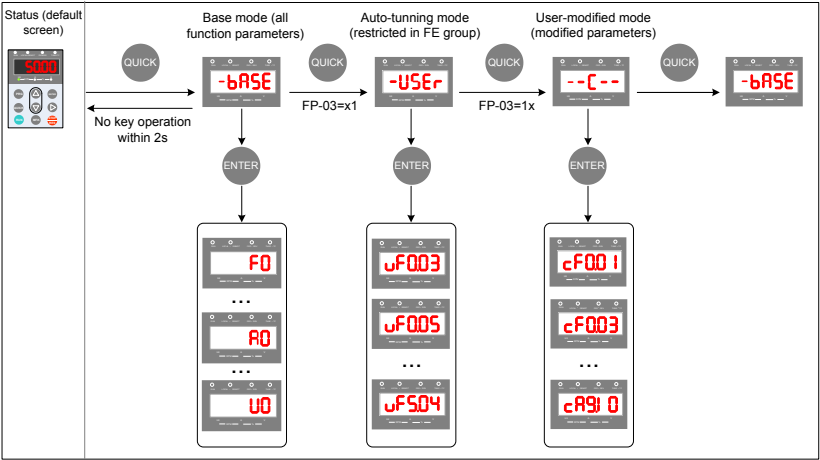 Status (default
screen)
50.00
Base mode (all
function parameters)
Auto-tuning mode
(restricted in FE group)
User-modified mode
(modified parameters)
QUICK
QUICK
QUICK
QUICK
-bASE
-USEr
--C--
-bASE
FP-03=x1
FP-03=1x
No key operation
within 2s
ENTER
ENTER
ENTER
F0
...
A0
...
U0
uF0.03
uF0.05
...
uF5.04
cF0.01
cF0.03
...
cA9.10